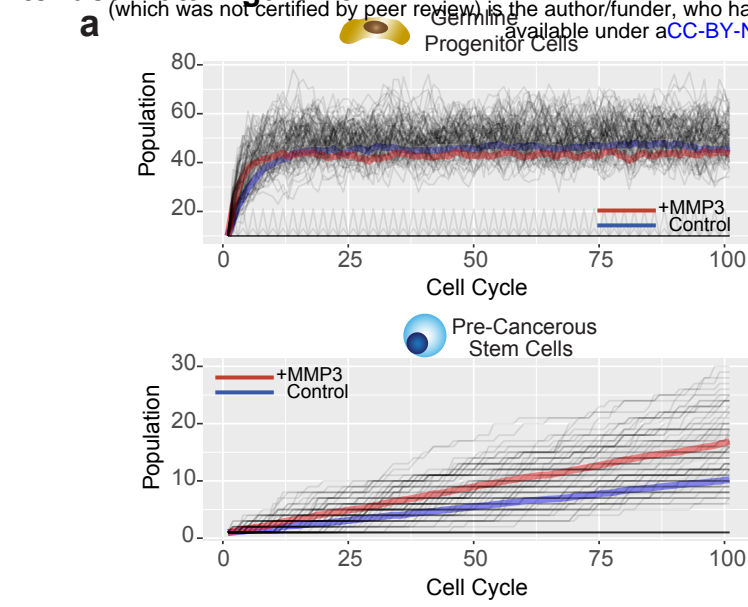 (which was not certified by peer review) is the author/funder, who ha
available under aCC-BY-N
a
Germline
Progenitor Cells
80
60
40
20
Population
+MMP3
Control
0 25 50 75 100
Cell Cycle
Pre-Cancerous
Stem Cells
30
20
10
0
Population
+MMP3
Control
0 25 50 75 100
Cell Cycle